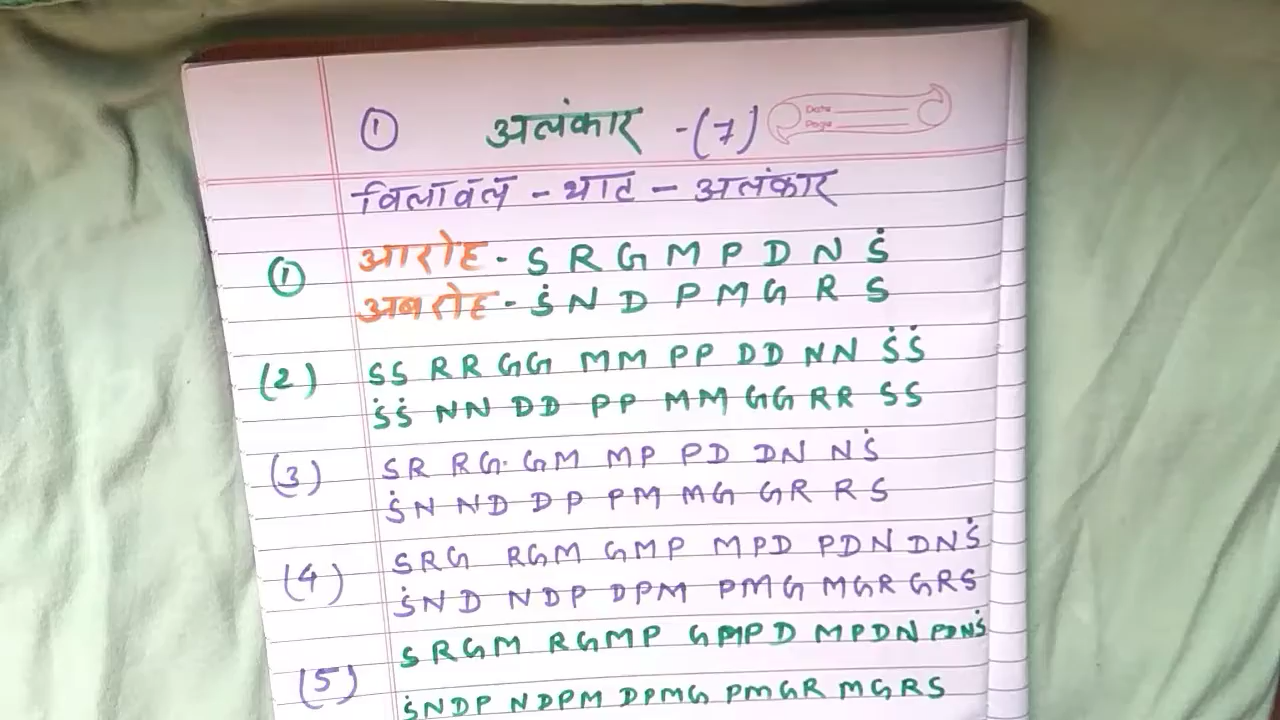 ① अलंकार -(7)
Date
Page
विलावल - थाट - अलंकार
① आरोह - S R G M P D N Ṡ
अवरोह - Ṡ N D P M G R S
(2) SS RR GG MM PP DD NN ṠṠ
ṠṠ NN DD PP MM GG RR SS
(3) SR RG GM MP PD DN NṠ
ṠN ND DP PM MG GR RS
(4) SRG RGM GMP MPD PDN DNṠ
ṠND NDP DPM PMG MGR GRS
(5) SRGM RGMP GMPD MPDN PDNṠ
ṠNDP NDPM DPMG PMGR MGRS